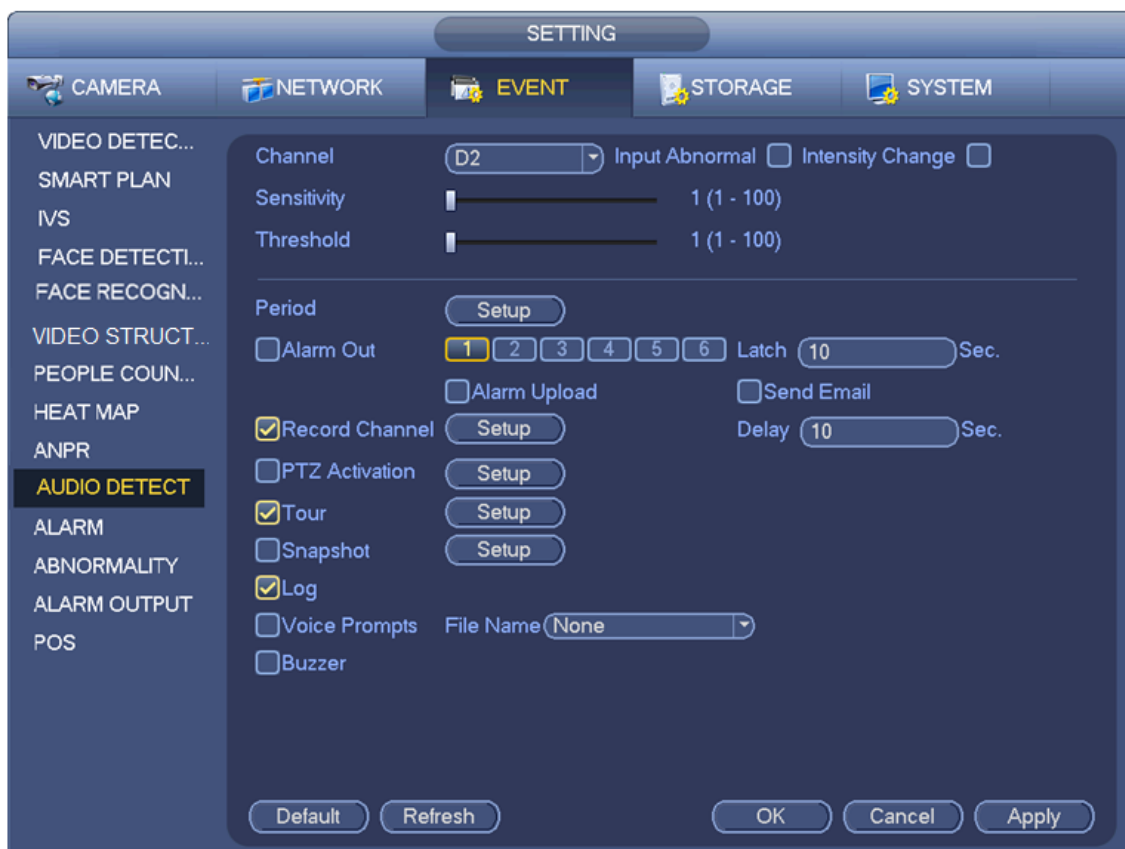 SETTING
CAMERA NETWORK EVENT STORAGE SYSTEM
VIDEO DETEC...
SMART PLAN
IVS
FACE DETECTI...
FACE RECOGN...
VIDEO STRUCT...
PEOPLE COUN...
HEAT MAP
ANPR
AUDIO DETECT
ALARM
ABNORMALITY
ALARM OUTPUT
POS
Channel D2 Input Abnormal Intensity Change
Sensitivity 1 (1 - 100)
Threshold 1 (1 - 100)
Period Setup
Alarm Out 1 2 3 4 5 6 Latch 10 Sec.
Alarm Upload Send Email
Record Channel Setup Delay 10 Sec.
PTZ Activation Setup
Tour Setup
Snapshot Setup
Log
Voice Prompts File Name None
Buzzer
Default Refresh OK Cancel Apply